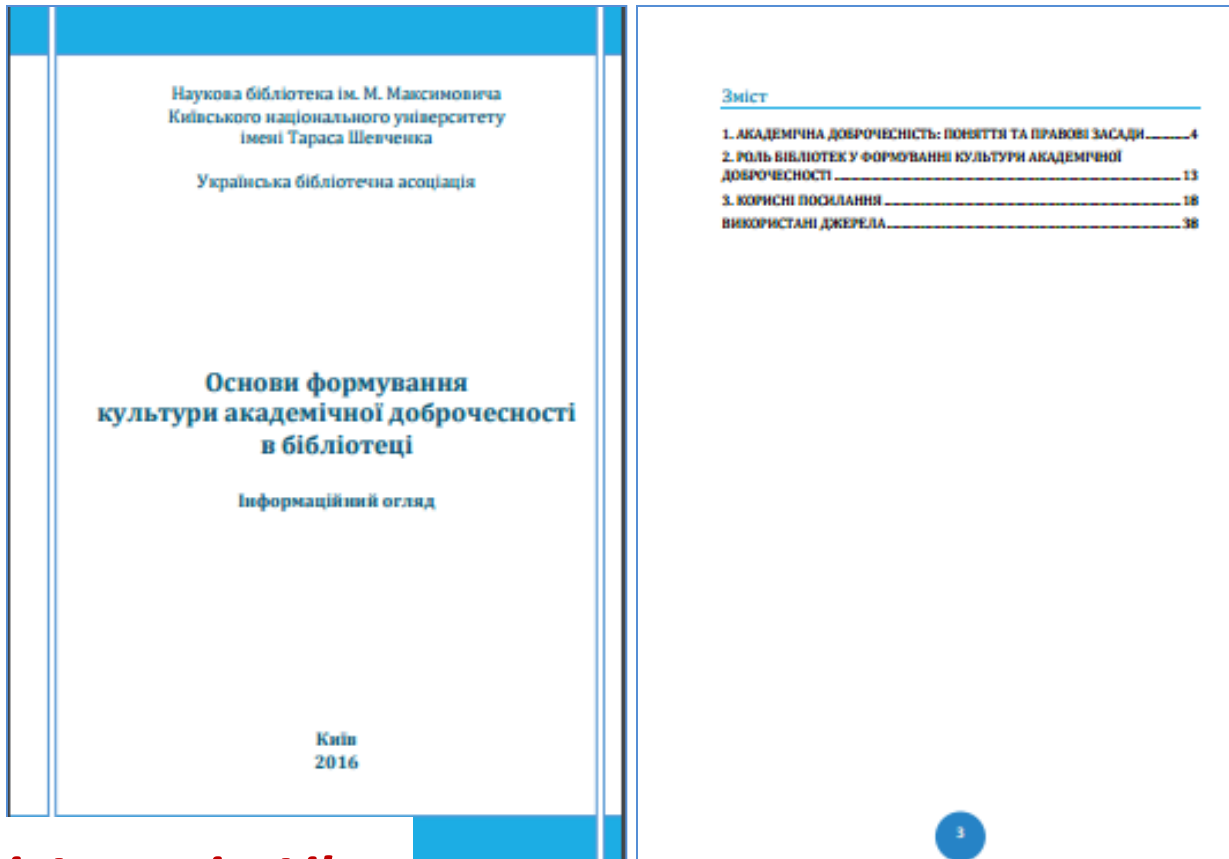 Наукова бібліотека ім. М. Максимовича
Київського національного університету
імені Тараса Шевченка
Українська бібліотечна асоціація
Основи формування
культури академічної доброчесності
в бібліотеці
Інформаційний огляд
Київ
2016
Зміст
1. АКАДЕМІЧНА ДОБРОЧЕСНІСТЬ: ПОНЯТТЯ ТА ПРАВОВІ ЗАСАДИ............4
2. РОЛЬ БІБЛІОТЕК У ФОРМУВАННІ КУЛЬТУРИ АКАДЕМІЧНОЇ
ДОБРОЧЕСНОСТІ ............ 13
3. КОРИСНІ ПОСИЛАННЯ ............ 18
ВИКОРИСТАНІ ДЖЕРЕЛА............ 38
3